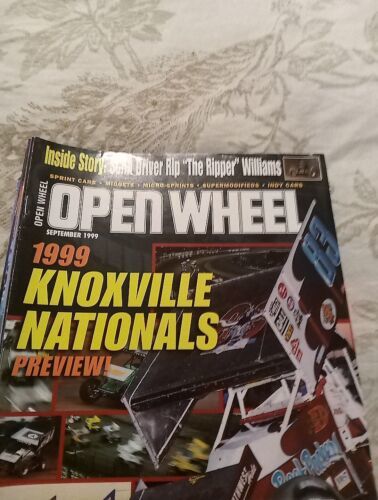 Inside Story: Driver Rip "The Ripper" Williams
SPRINT CARS • MIDGETS • MICRO-SPRINTS • SUPERMODIFIEDS • INDY CARS
OPEN WHEEL
OPEN WHEEL
SEPTEMBER 1999
1999
KNOXVILLE
NATIONALS
PREVIEW!